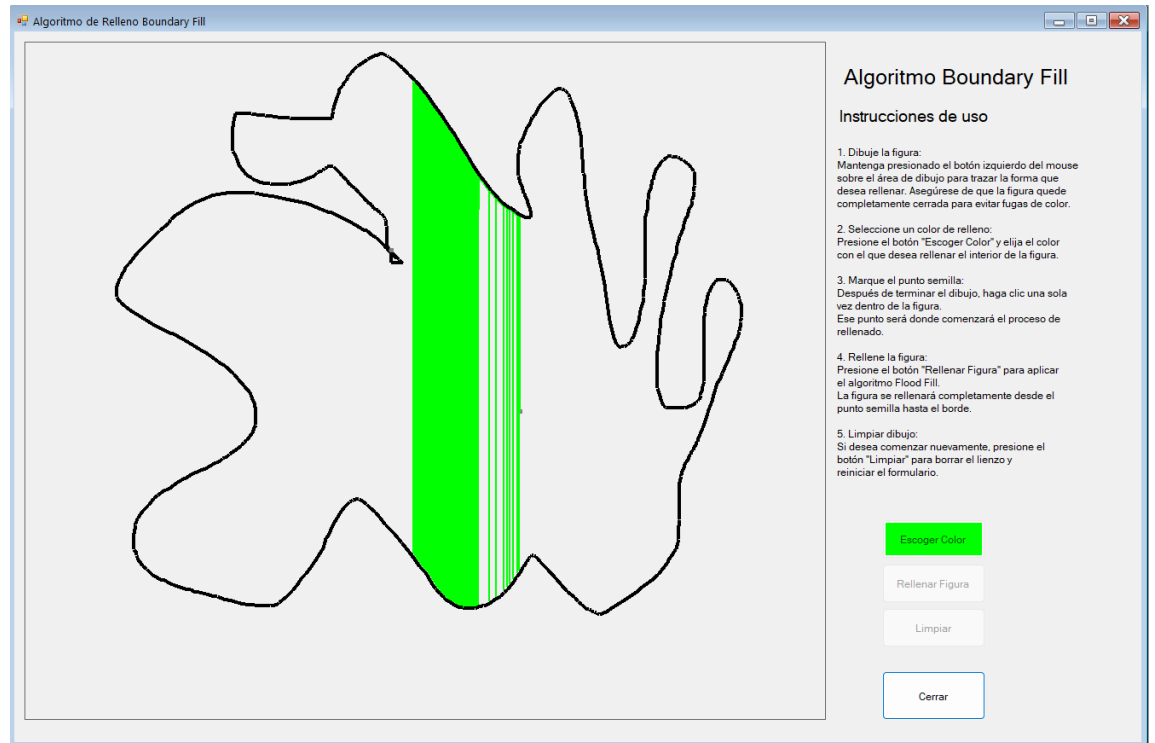 Algoritmo de Relleno Boundary Fill
Algoritmo Boundary Fill
Instrucciones de uso
1. Dibuje la figura:
Mantenga presionado el botón izquierdo del mouse
sobre el área de dibujo para trazar la forma que
desea rellenar. Asegúrese de que la figura quede
completamente cerrada para evitar fugas de color.
2. Seleccione un color de relleno:
Presione el botón "Escoger Color" y elija el color
con el que desea rellenar el interior de la figura.
3. Marque el punto semilla:
Después de terminar el dibujo, haga clic una sola
vez dentro de la figura.
Ese punto será donde comenzará el proceso de
rellenado.
4. Rellene la figura:
Presione el botón "Rellenar Figura" para aplicar
el algoritmo Flood Fill.
La figura se rellenará completamente desde el
punto semilla hasta el borde.
5. Limpiar dibujo:
Si desea comenzar nuevamente, presione el
botón "Limpiar" para borrar el lienzo y
reiniciar el formulario.
Escoger Color
Rellenar Figura
Limpiar
Cerrar